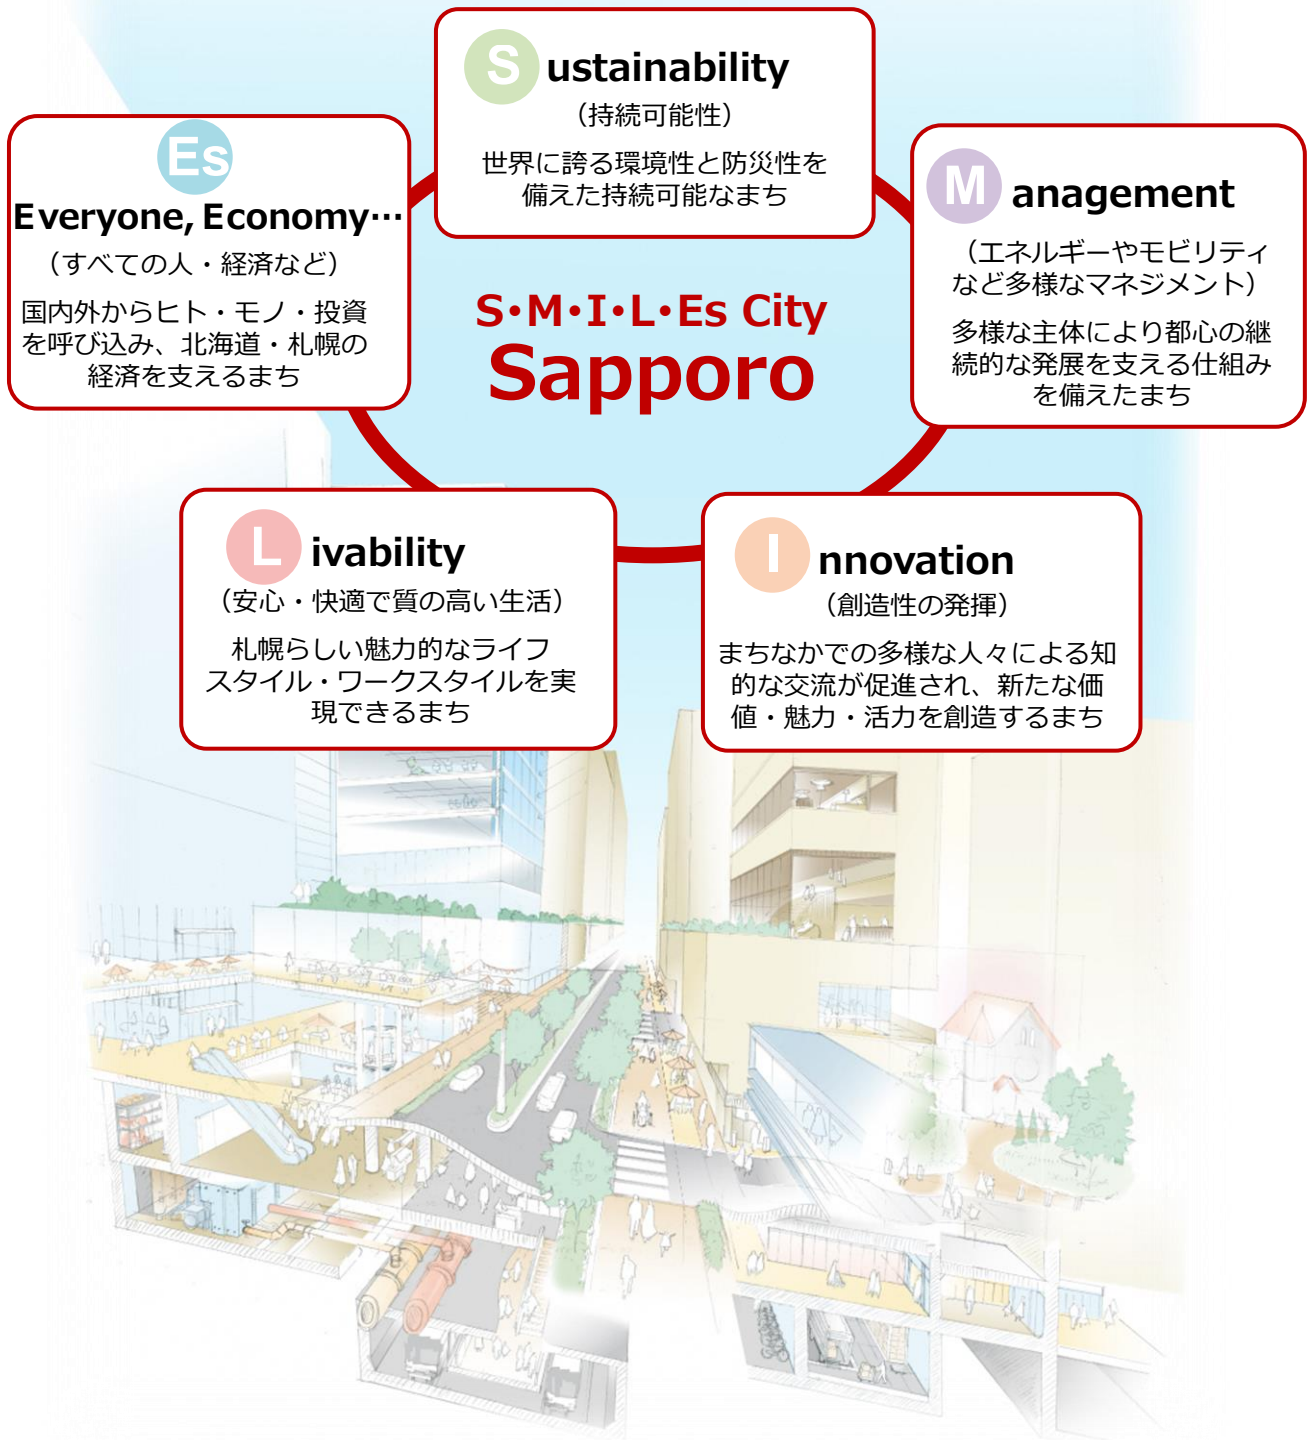 Sustainability
（持続可能性）
世界に誇る環境性と防災性を
備えた持続可能なまち
Es
Everyone, Economy…
（すべての人・経済など）
国内外からヒト・モノ・投資
を呼び込み、北海道・札幌の
経済を支えるまち
Management
（エネルギーやモビリティ
など多様なマネジメント）
多様な主体により都心の継
続的な発展を支える仕組み
を備えたまち
S・M・I・L・Es City
Sapporo
Livability
（安心・快適で質の高い生活）
札幌らしい魅力的なライフ
スタイル・ワークスタイルを実
現できるまち
Innovation
（創造性の発揮）
まちなかでの多様な人々による知
的な交流が促進され、新たな価
値・魅力・活力を創造するまち